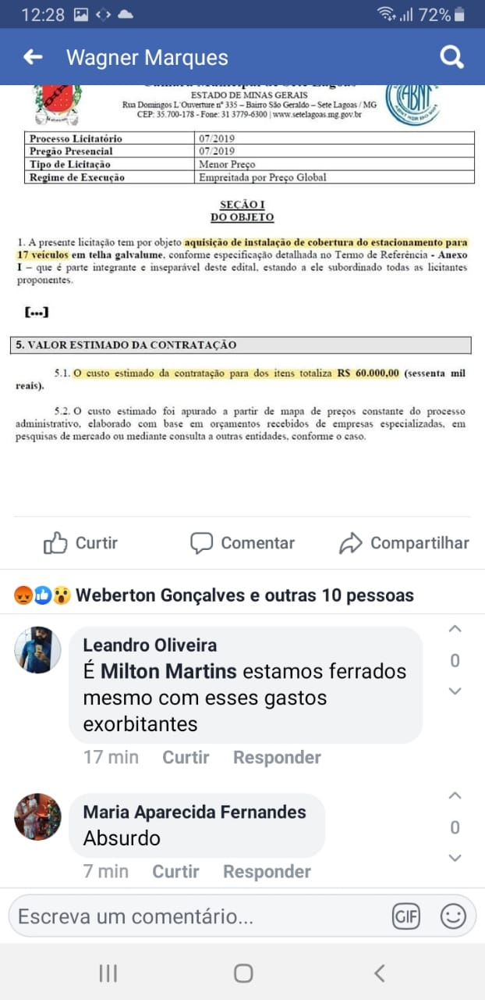 12:28
72%
Wagner Marques
Câmara Municipal de Sete Lagoas
ESTADO DE MINAS GERAIS
Rua Domingos L'Ouverture nº 335 – Bairro São Geraldo – Sete Lagoas / MG
CEP: 35.700-178 - Fone: 31 3779-6300 | www.setelagoas.mg.gov.br
Processo Licitatório 07/2019
Pregão Presencial 07/2019
Tipo de Licitação Menor Preço
Regime de Execução Empreitada por Preço Global
SEÇÃO I
DO OBJETO
1. A presente licitação tem por objeto aquisição de instalação de cobertura do estacionamento para
17 veículos em telha galvalume, conforme especificação detalhada no Termo de Referência - Anexo
I – que é parte integrante e inseparável deste edital, estando a ele subordinado todas as licitantes
proponentes.
[...]
5. VALOR ESTIMADO DA CONTRATAÇÃO
5.1. O custo estimado da contratação para dos itens totaliza R$ 60.000,00 (sessenta mil
reais).
5.2. O custo estimado foi apurado a partir de mapa de preços constante do processo
administrativo, elaborado com base em orçamentos recebidos de empresas especializadas, em
pesquisas de mercado ou mediante consulta a outras entidades, conforme o caso.
Curtir Comentar Compartilhar
Weberton Gonçalves e outras 10 pessoas
Leandro Oliveira
É Milton Martins estamos ferrados
mesmo com esses gastos
exorbitantes
0
17 min Curtir Responder
Maria Aparecida Fernandes
Absurdo
0
7 min Curtir Responder
Escreva um comentário...
GIF